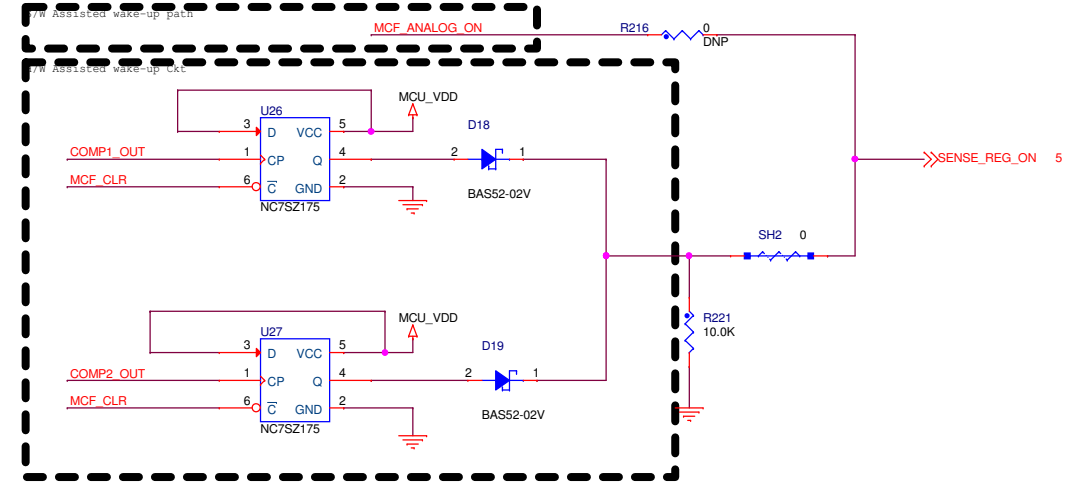 S/W Assisted wake-up path
MCF_ANALOG_ON
R216
0
DNP
H/W Assisted wake-up Ckt
U26
MCU_VDD
D18
3 D VCC 5
COMP1_OUT
1 CP Q 4
2 1
SENSE_REG_ON 5
MCF_CLR
6 C GND 2
BAS52-02V
NC7SZ175
SH2 0
U27
MCU_VDD
R221
10.0K
D19
3 D VCC 5
COMP2_OUT
1 CP Q 4
2 1
MCF_CLR
6 C GND 2
BAS52-02V
NC7SZ175